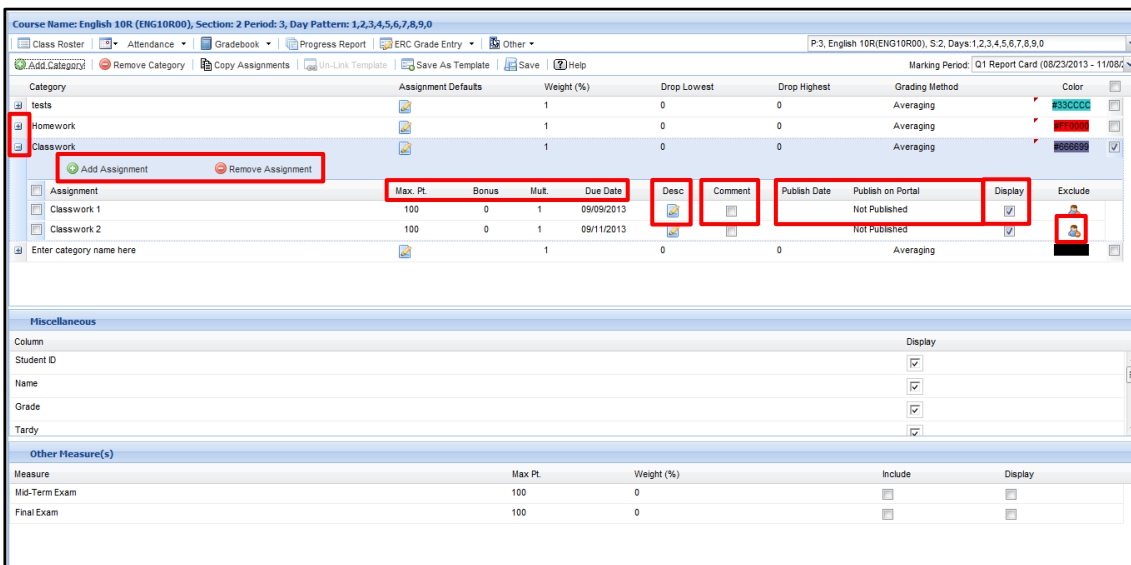 Course Name: English 10R (ENG10R00), Section: 2 Period: 3, Day Pattern: 1,2,3,4,5,6,7,8,9,0
Class Roster Attendance Gradebook Progress Report ERC Grade Entry Other P:3, English 10R(ENG10R00), S:2, Days:1,2,3,4,5,6,7,8,9,0
Add Category Remove Category Copy Assignments Un-Link Template Save As Template Save Help Marking Period: Q1 Report Card (08/23/2013 - 11/08/2
Category Assignment Defaults Weight (%) Drop Lowest Drop Highest Grading Method Color
tests 1 0 0 Averaging #33CCCC
Homework 1 0 0 Averaging #FF0000
Classwork 1 0 0 Averaging #666699
Add Assignment Remove Assignment
Assignment Max. Pt. Bonus Mult. Due Date Desc Comment Publish Date Publish on Portal Display Exclude
Classwork 1 100 0 1 09/09/2013 Not Published
Classwork 2 100 0 1 09/11/2013 Not Published
Enter category name here 1 0 0 Averaging
Miscellaneous
Column Display
Student ID
Name
Grade
Tardy
Other Measure(s)
Measure Max Pt. Weight (%) Include Display
Mid-Term Exam 100 0
Final Exam 100 0